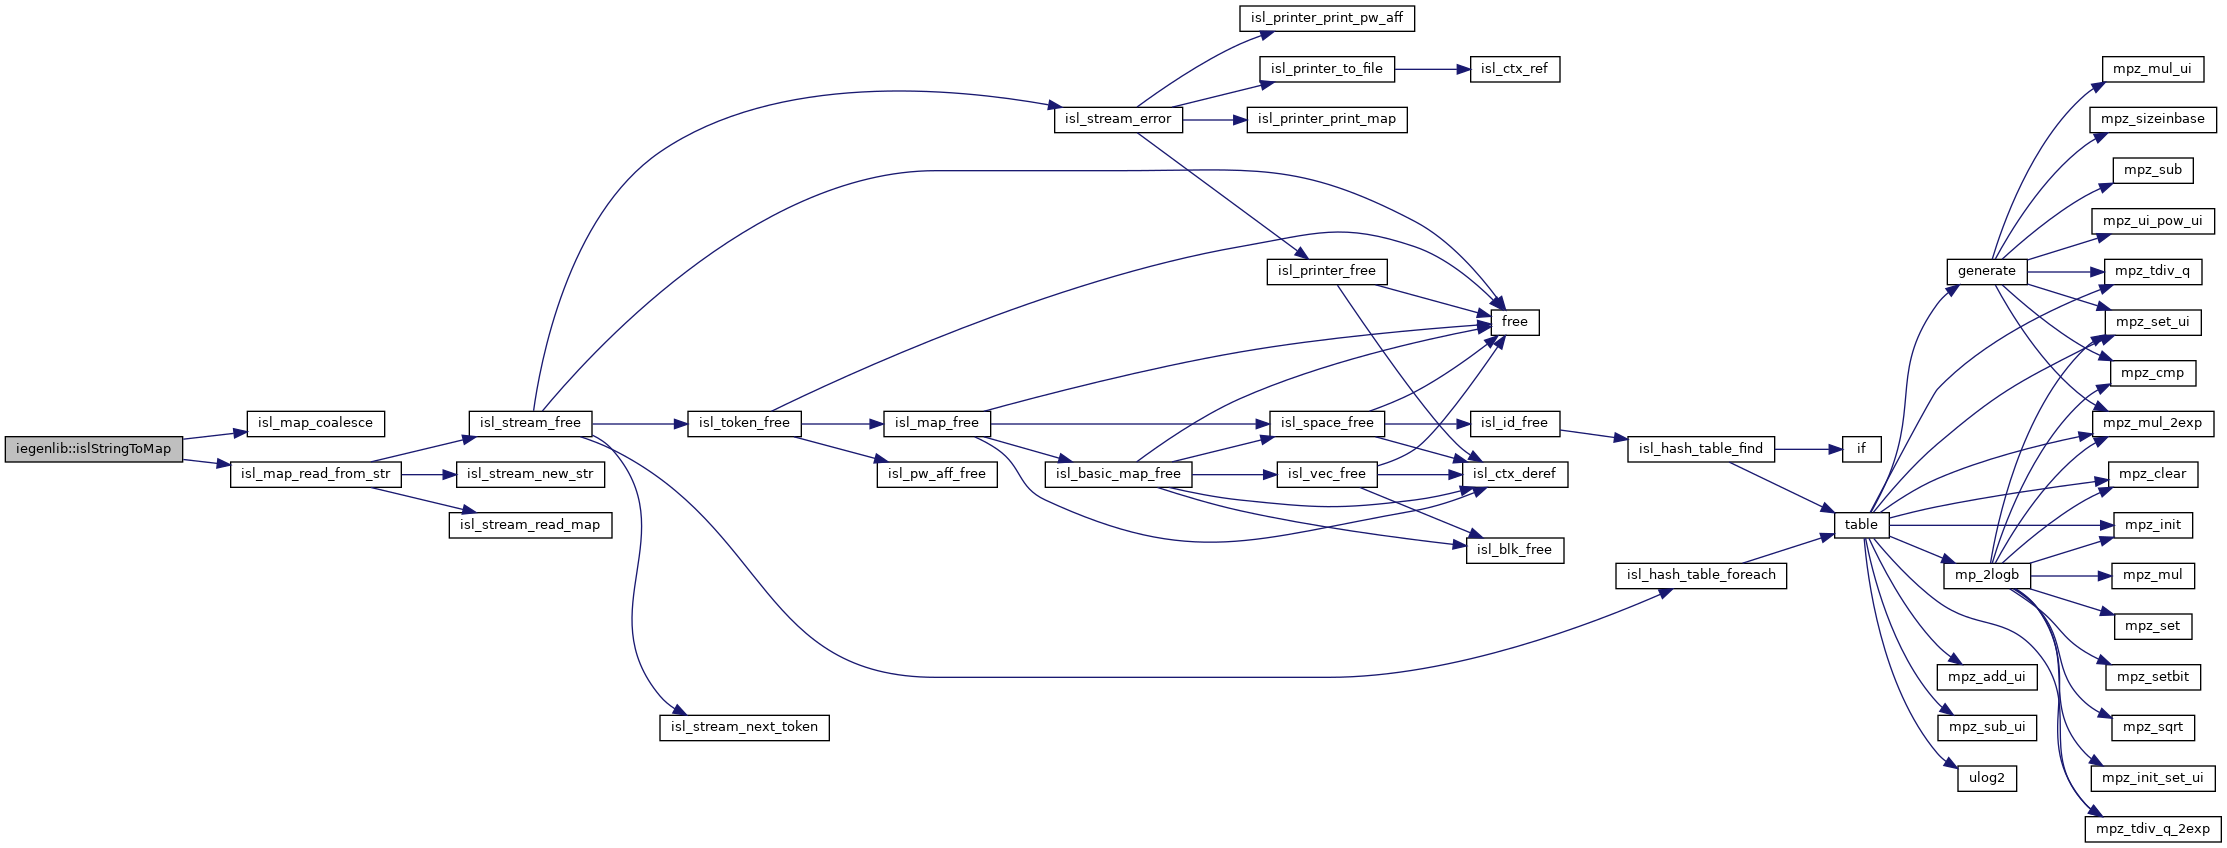 iegenlib::islStringToMap
isl_map_coalesce
isl_map_read_from_str
isl_stream_free
isl_stream_new_str
isl_stream_read_map
isl_token_free
isl_stream_next_token
isl_map_free
isl_pw_aff_free
isl_stream_error
isl_basic_map_free
isl_printer_print_pw_aff
isl_printer_to_file
isl_printer_print_map
isl_printer_free
isl_space_free
isl_vec_free
isl_ctx_ref
free
isl_id_free
isl_ctx_deref
isl_blk_free
isl_hash_table_find
isl_hash_table_foreach
if
table
generate
mp_2logb
mpz_add_ui
mpz_sub_ui
ulog2
mpz_mul_ui
mpz_sizeinbase
mpz_sub
mpz_ui_pow_ui
mpz_tdiv_q
mpz_set_ui
mpz_cmp
mpz_mul_2exp
mpz_clear
mpz_init
mpz_mul
mpz_set
mpz_setbit
mpz_sqrt
mpz_init_set_ui
mpz_tdiv_q_2exp